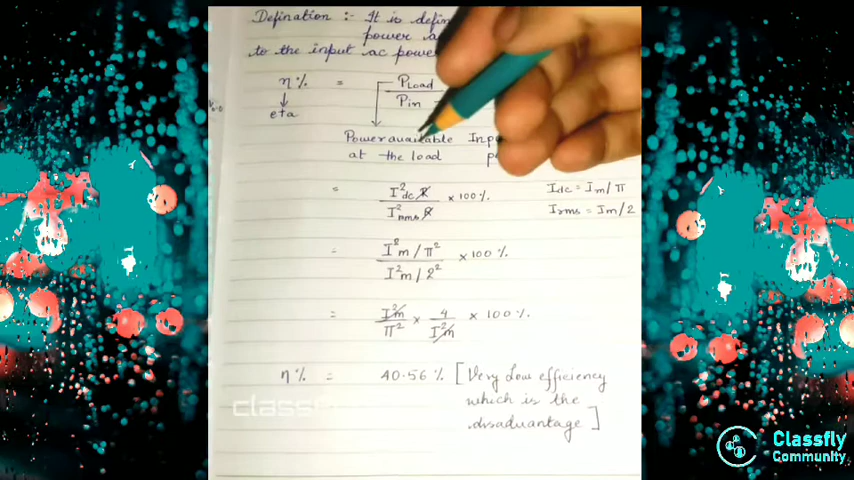 Defination :- It is defin
power a
to the input ac power
η% = PLoad
Pin
eta
Power available Inp
at the load p
= I²dc R / I²rms R × 100%. Idc = Im/π
Irms = Im/2
= I²m/π² / I²m/2² × 100%.
= I²m / π² × 4 / I²m × 100%.
η% = 40.56% [Very Low efficiency
which is the
disadvantage]
Classfly
Community